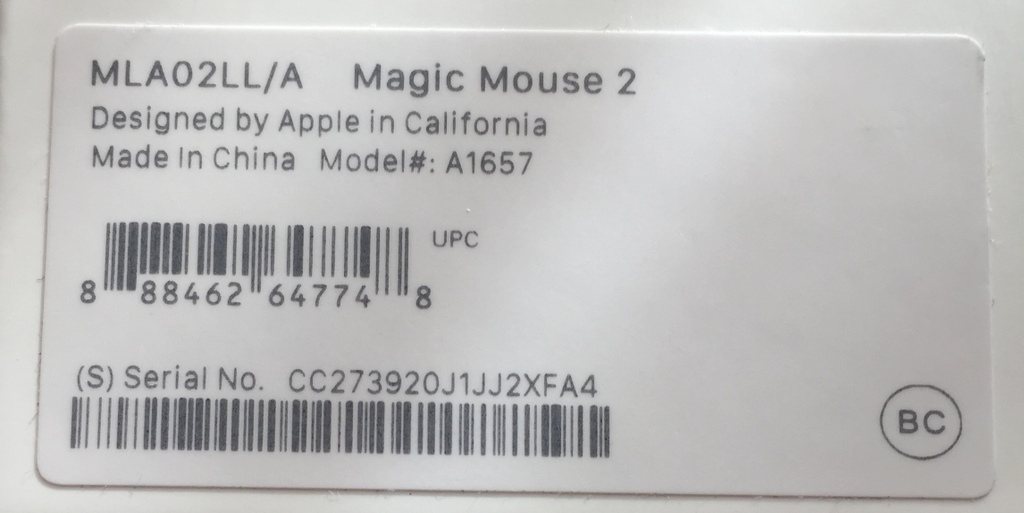 MLA02LL/A Magic Mouse 2
Designed by Apple in California
Made In China Model#: A1657
UPC
8 88462 64774 8
(S) Serial No. CC273920J1JJ2XFA4
BC